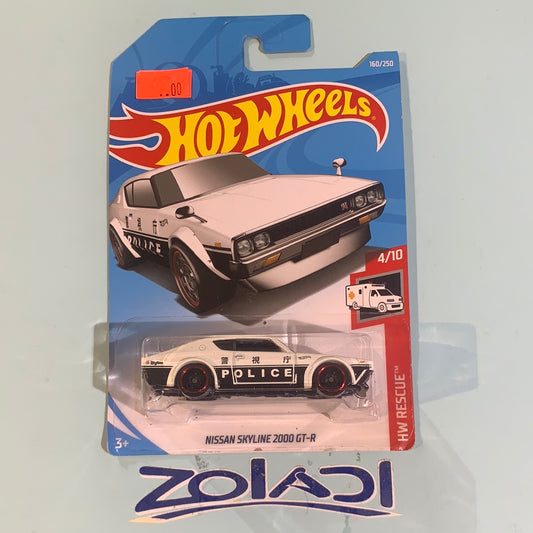 160/250
.00
HOT WHEELS
POLICE
4/10
警視庁
POLICE
HW RESCUE™
3+
NISSAN SKYLINE 2000 GT-R
ZOIADI